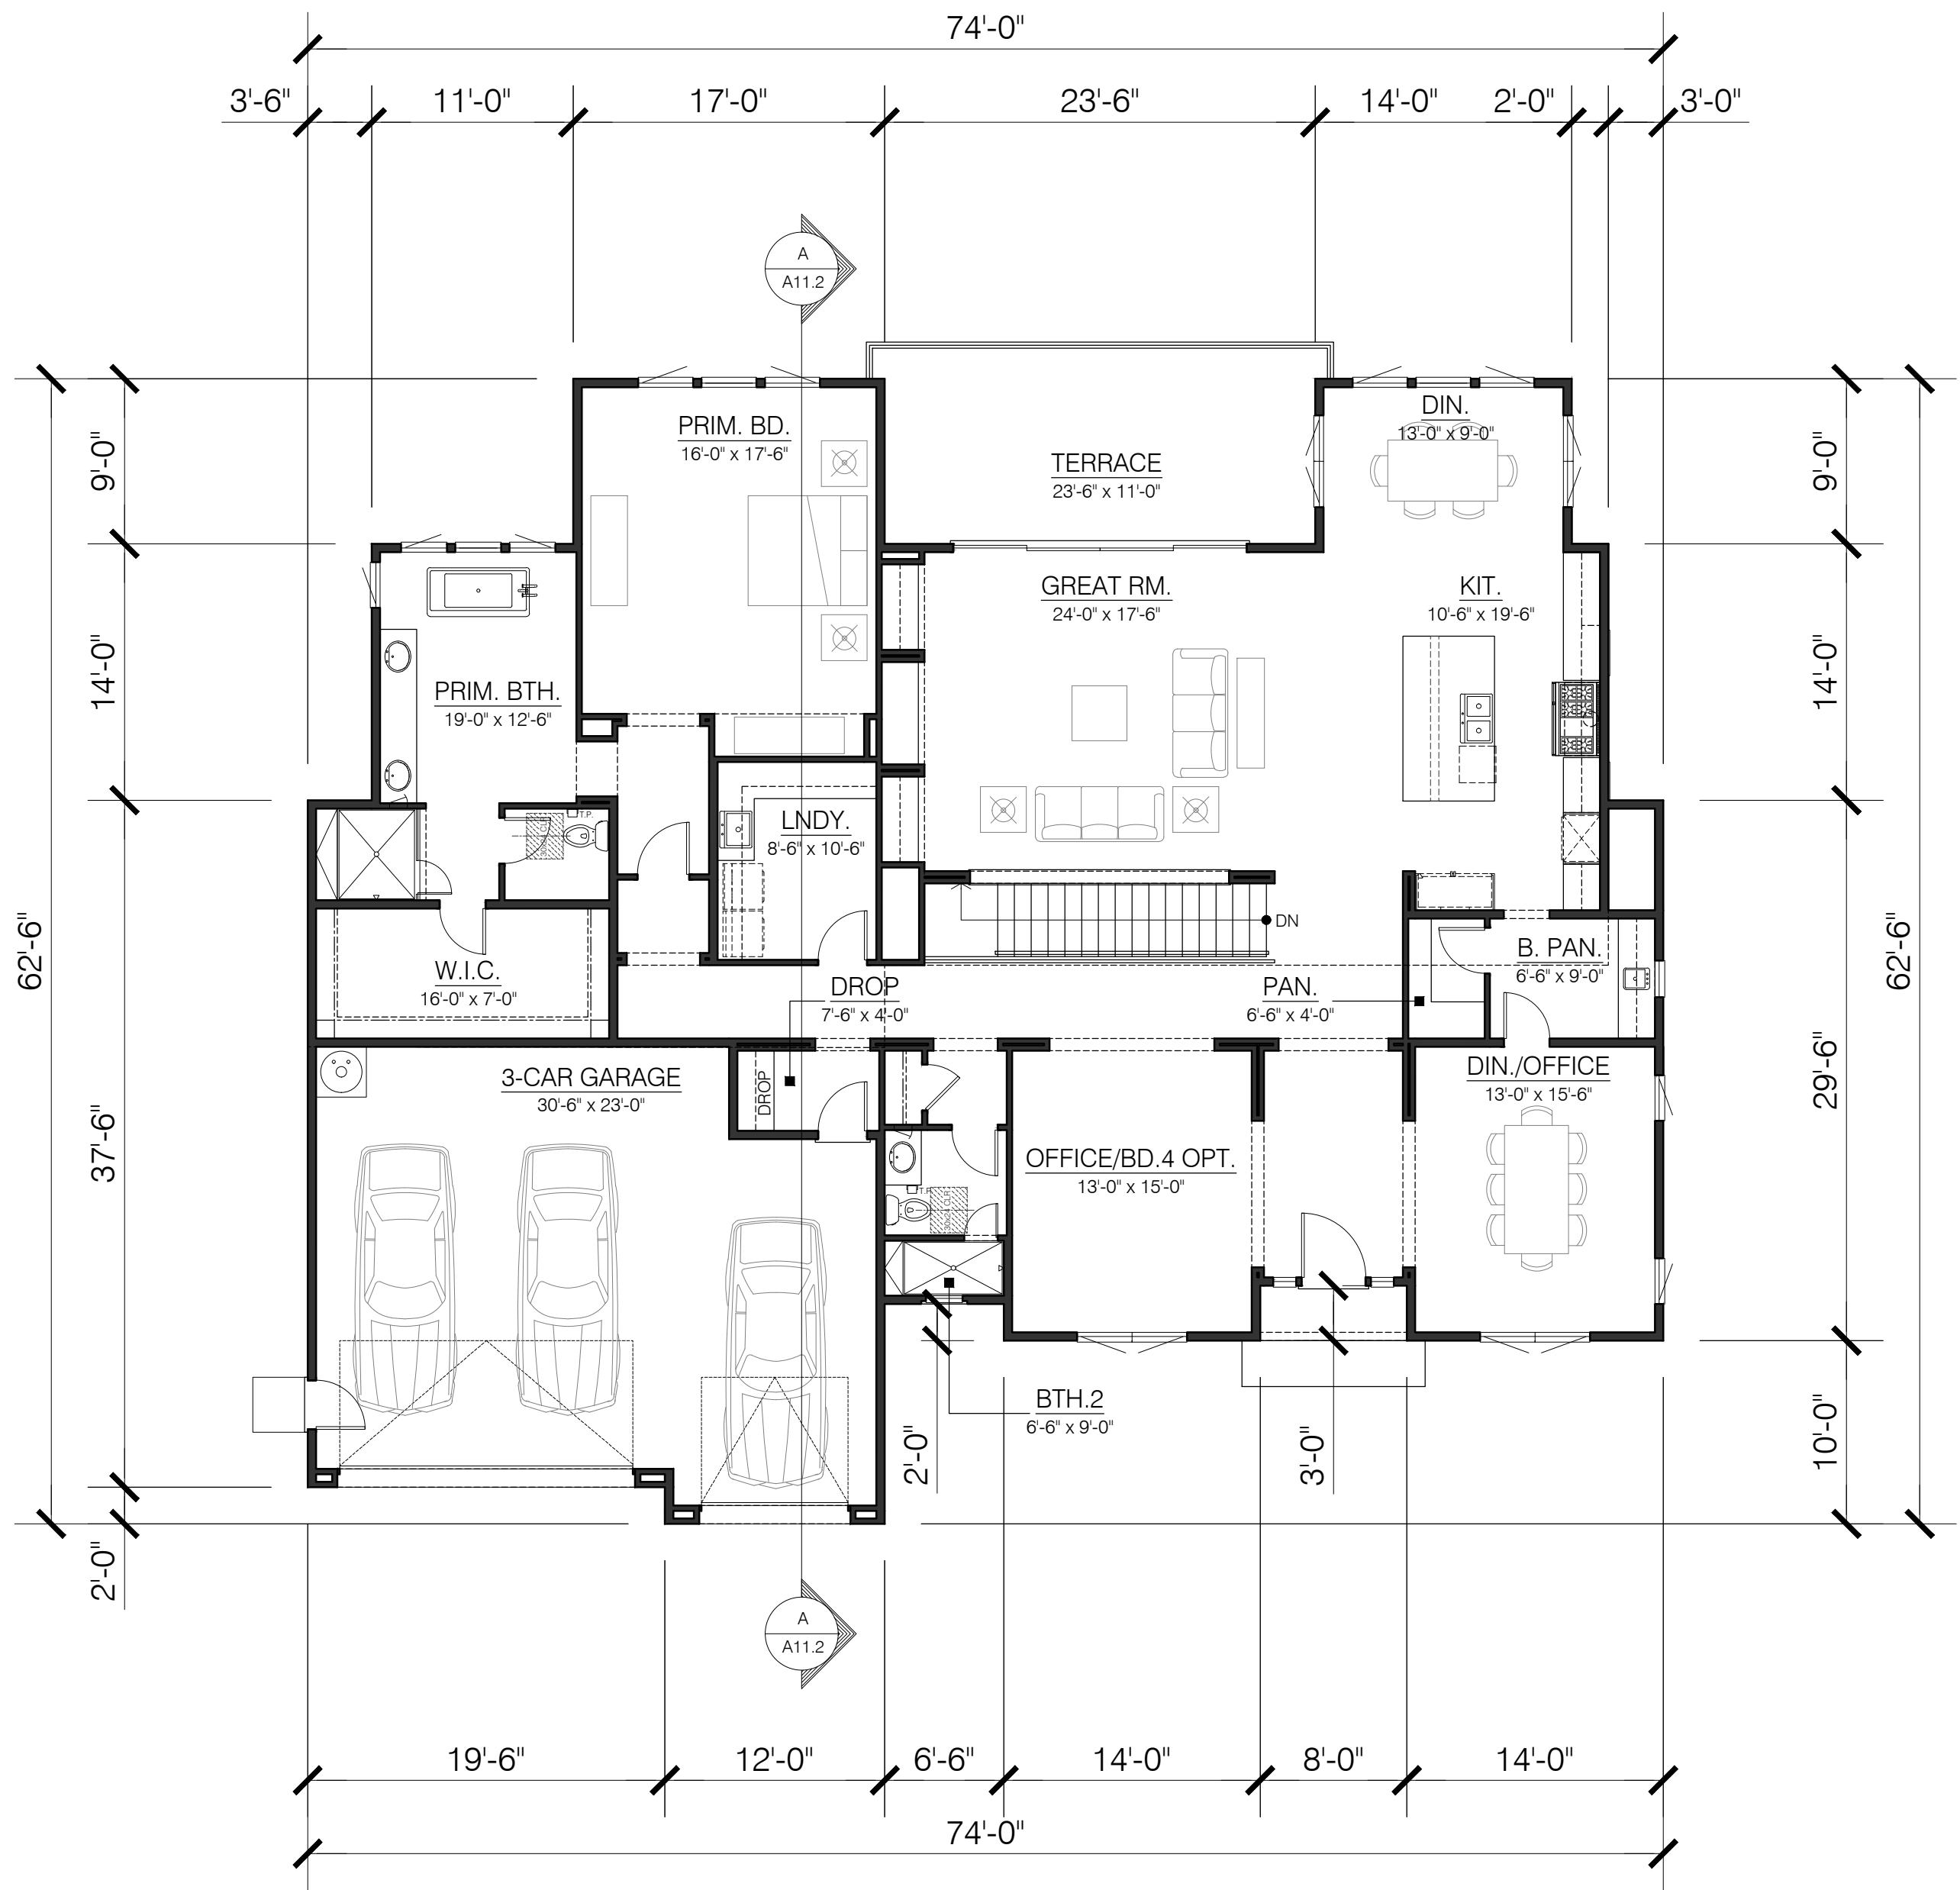 74'-0"
3'-6" 11'-0" 17'-0" 23'-6" 14'-0" 2'-0" 3'-0"
A
A11.2
9'-0"
14'-0"
37'-6"
2'-0"
62'-6"
PRIM. BD.
16'-0" x 17'-6"
TERRACE
23'-6" x 11'-0"
DIN.
13'-0" x 9'-0"
GREAT RM.
24'-0" x 17'-6"
KIT.
10'-6" x 19'-6"
PRIM. BTH.
19'-0" x 12'-6"
T.P.
30x24 CLR
LNDY.
8'-6" x 10'-6"
DN
W.I.C.
16'-0" x 7'-0"
DROP
7'-6" x 4'-0"
PAN.
6'-6" x 4'-0"
B. PAN.
6'-6" x 9'-0"
3-CAR GARAGE
30'-6" x 23'-0"
DROP
DIN./OFFICE
13'-0" x 15'-6"
OFFICE/BD.4 OPT.
13'-0" x 15'-0"
T.P.
30x24 CLR
BTH.2
6'-6" x 9'-0"
2'-0"
3'-0"
9'-0"
14'-0"
29'-6"
10'-0"
62'-6"
A
A11.2
19'-6" 12'-0" 6'-6" 14'-0" 8'-0" 14'-0"
74'-0"